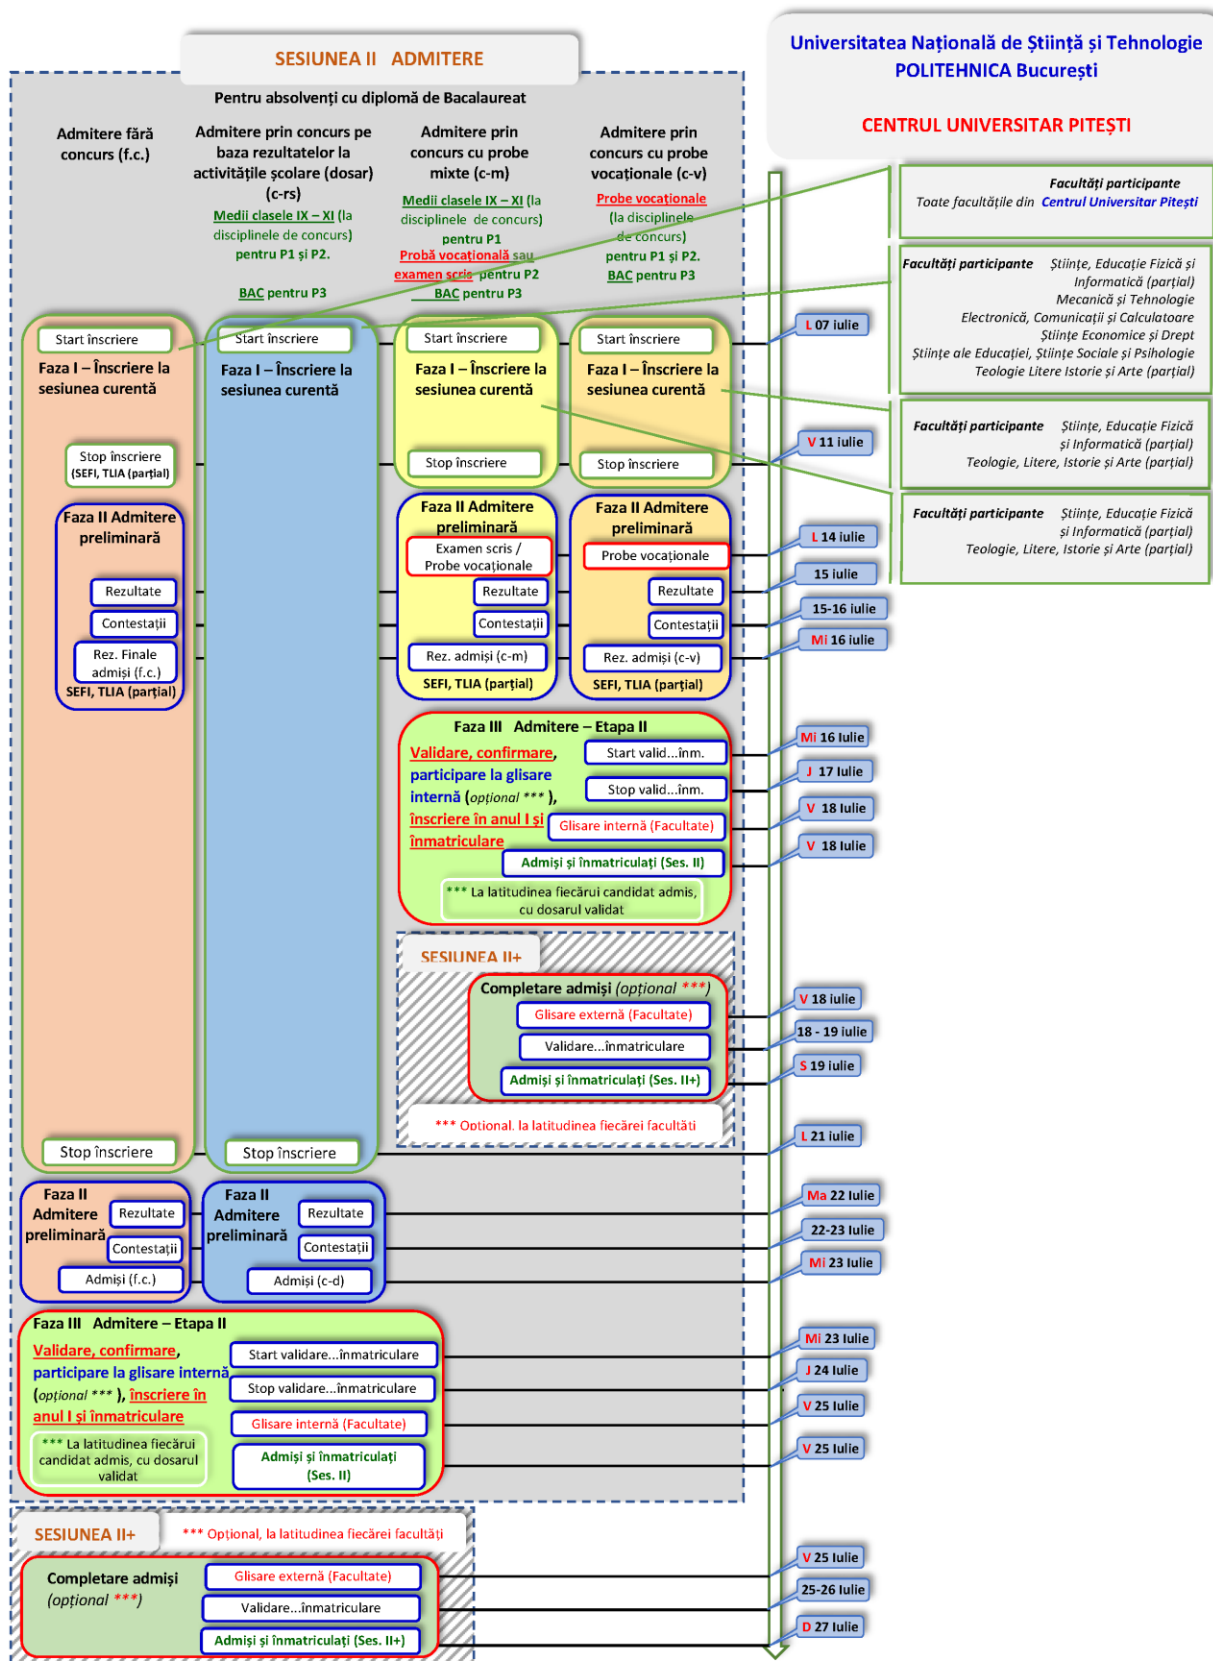 SESIUNEA II   ADMITERE
Universitatea Națională de Știință și Tehnologie
POLITEHNICA București
CENTRUL UNIVERSITAR PITEȘTI
Pentru absolvenți cu diplomă de Bacalaureat
Admitere fără
concurs (f.c.)
Admitere prin concurs pe
baza rezultatelor la
activitățile școlare (dosar)
(c-rs)
Medii clasele IX – XI (la
disciplinele de concurs)
pentru P1 și P2.
BAC pentru P3
Admitere prin
concurs cu probe
mixte (c-m)
Medii clasele IX – XI (la
disciplinele de concurs)
pentru P1
Probă vocațională sau
examen scris pentru P2
BAC pentru P3
Admitere prin
concurs cu probe
vocaționale (c-v)
Probe vocaționale
(la disciplinele
de concurs)
pentru P1 și P2.
BAC pentru P3
Facultăți participante
Toate facultățile din Centrul Universitar Pitești
Facultăți participante Științe, Educație Fizică și
Informatică (parțial)
Mecanică și Tehnologie
Electronică, Comunicații și Calculatoare
Științe Economice și Drept
Științe ale Educației, Științe Sociale și Psihologie
Teologie Litere Istorie și Arte (parțial)
Facultăți participante Științe, Educație Fizică
și Informatică (parțial)
Teologie, Litere, Istorie și Arte (parțial)
Facultăți participante Științe, Educație Fizică
și Informatică (parțial)
Teologie, Litere, Istorie și Arte (parțial)
Start înscriere
Start înscriere
Start înscriere
Start înscriere
L 07 iulie
Faza I – Înscriere la
sesiunea curentă
Faza I – Înscriere la
sesiunea curentă
Faza I – Înscriere la
sesiunea curentă
Faza I – Înscriere la
sesiunea curentă
Stop înscriere
(SEFI, TLIA (parțial)
Stop înscriere
Stop înscriere
V 11 iulie
Faza II Admitere
preliminară
Faza II Admitere
preliminară
Faza II Admitere
preliminară
Examen scris /
Probe vocaționale
Probe vocaționale
L 14 iulie
Rezultate
Rezultate
Rezultate
15 iulie
Contestații
Contestații
Contestații
15-16 iulie
Rez. Finale
admiși (f.c.)
Rez. admiși (c-m)
Rez. admiși (c-v)
Mi 16 iulie
SEFI, TLIA (parțial)
SEFI, TLIA (parțial)
SEFI, TLIA (parțial)
Faza III   Admitere – Etapa II
Validare, confirmare,
participare la glisare
internă (opțional *** ),
înscriere în anul I și
înmatriculare
Start valid...înm.
Mi 16 Iulie
Stop valid...înm.
J 17 Iulie
Glisare internă (Facultate)
V 18 Iulie
Admiși și înmatriculați (Ses. II)
V 18 Iulie
*** La latitudinea fiecărui candidat admis,
cu dosarul validat
SESIUNEA II+
Completare admiși (opțional ***)
Glisare externă (Facultate)
V 18 iulie
Validare...înmatriculare
18 - 19 iulie
Admiși și înmatriculați (Ses. II+)
S 19 iulie
*** Opțional, la latitudinea fiecărei facultăți
Stop înscriere
Stop înscriere
L 21 iulie
Faza II
Admitere
preliminară
Rezultate
Contestații
Admiși (f.c.)
Faza II
Admitere
preliminară
Rezultate
Contestații
Admiși (c-d)
Ma 22 Iulie
22-23 Iulie
Mi 23 Iulie
Faza III   Admitere – Etapa II
Validare, confirmare,
participare la glisare internă
(opțional *** ), înscriere în
anul I și înmatriculare
Start validare...înmatriculare
Mi 23 Iulie
Stop validare...înmatriculare
J 24 Iulie
Glisare internă (Facultate)
V 25 Iulie
*** La latitudinea fiecărui
candidat admis, cu dosarul
validat
Admiși și înmatriculați
(Ses. II)
V 25 Iulie
SESIUNEA II+
*** Opțional, la latitudinea fiecărei facultăți
Completare admiși
(opțional ***)
Glisare externă (Facultate)
V 25 Iulie
Validare...înmatriculare
25-26 Iulie
Admiși și înmatriculați (Ses. II+)
D 27 Iulie